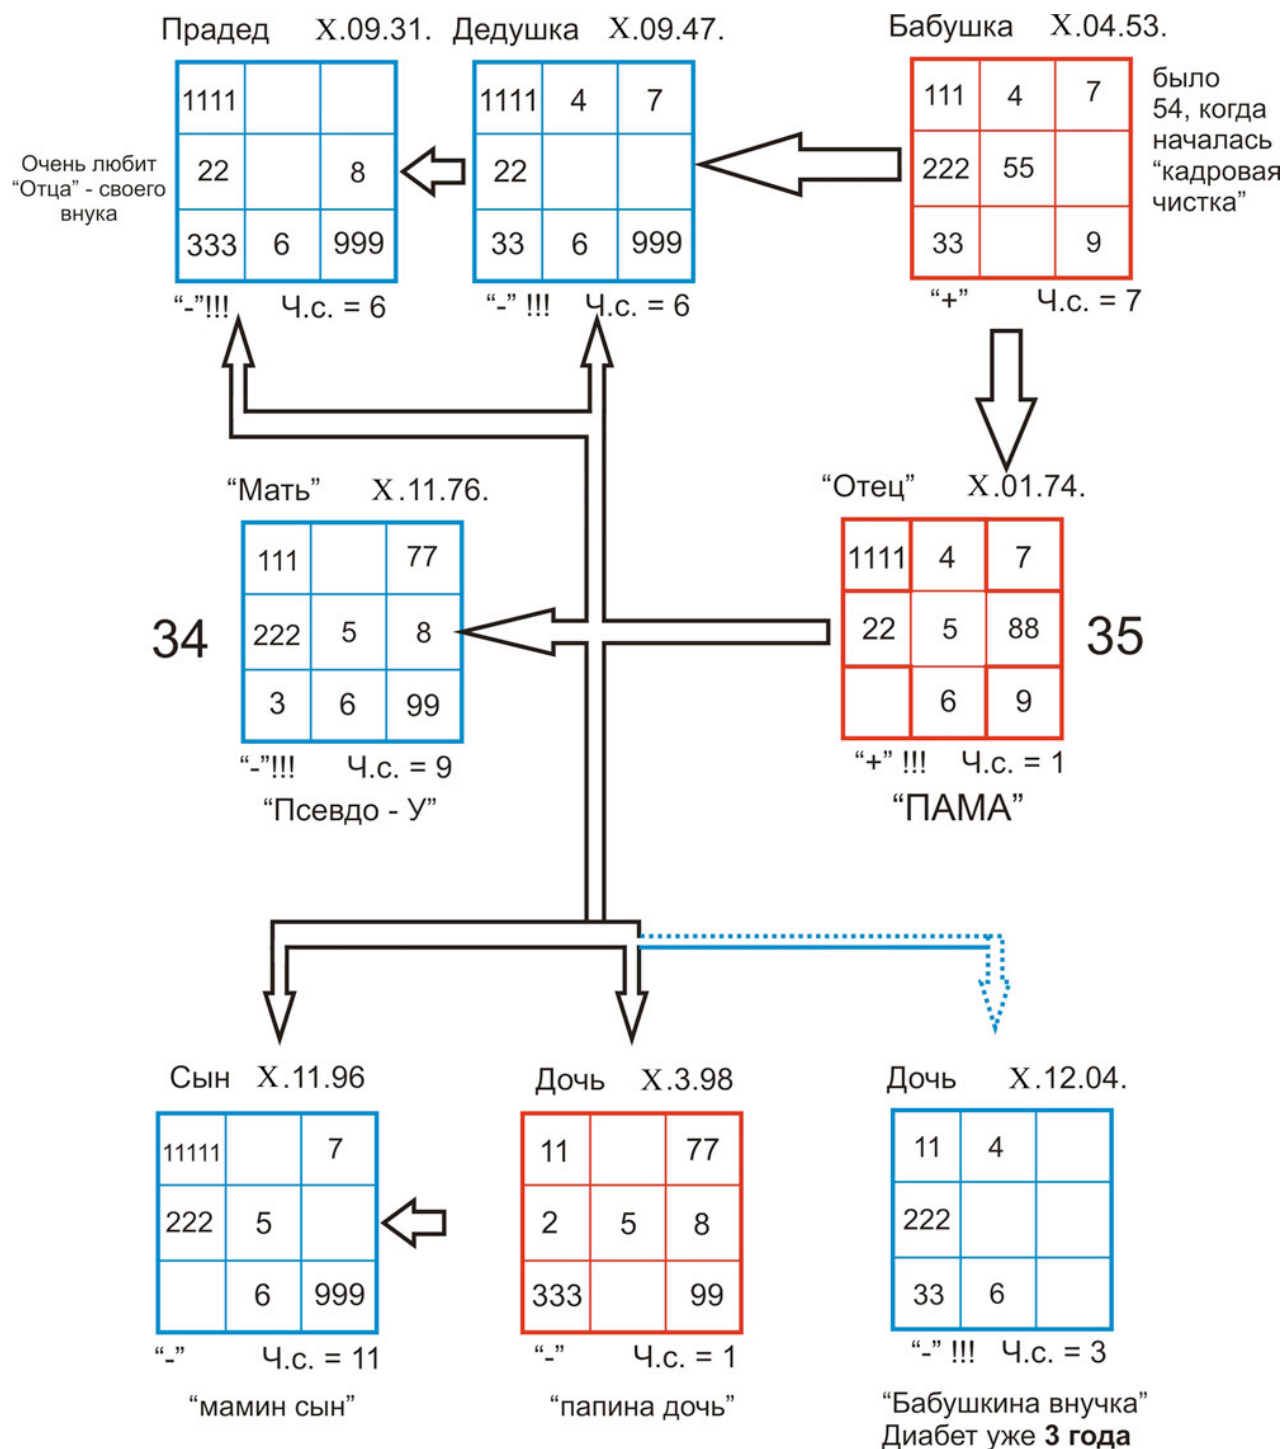 Прадед X.09.31. Дедушка X.09.47. Бабушка X.04.53.
1111
22 8
333 6 999
1111 4 7
22
33 6 999
111 4 7
222 55
33 9
Очень любит
“Отца” - своего
внука
было
54, когда
началась
“кадровая
чистка”
“-”!!! Ч.с. = 6
“-” !!! Ч.с. = 6
“+” Ч.с. = 7
“Мать” X.11.76.
“Отец” X.01.74.
34
111 77
222 5 8
3 6 99
1111 4 7
22 5 88
6 9
35
“-”!!! Ч.с. = 9
“Псевдо - У”
“+” !!! Ч.с. = 1
“ПАМА”
Сын X.11.96
Дочь X.3.98
Дочь X.12.04.
11111 7
222 5
6 999
11 77
2 5 8
333 99
11 4
222
33 6
“-” Ч.с. = 11
“мамин сын”
“-” Ч.с. = 1
“папина дочь”
“-” !!! Ч.с. = 3
“Бабушкина внучка”
Диабет уже 3 года